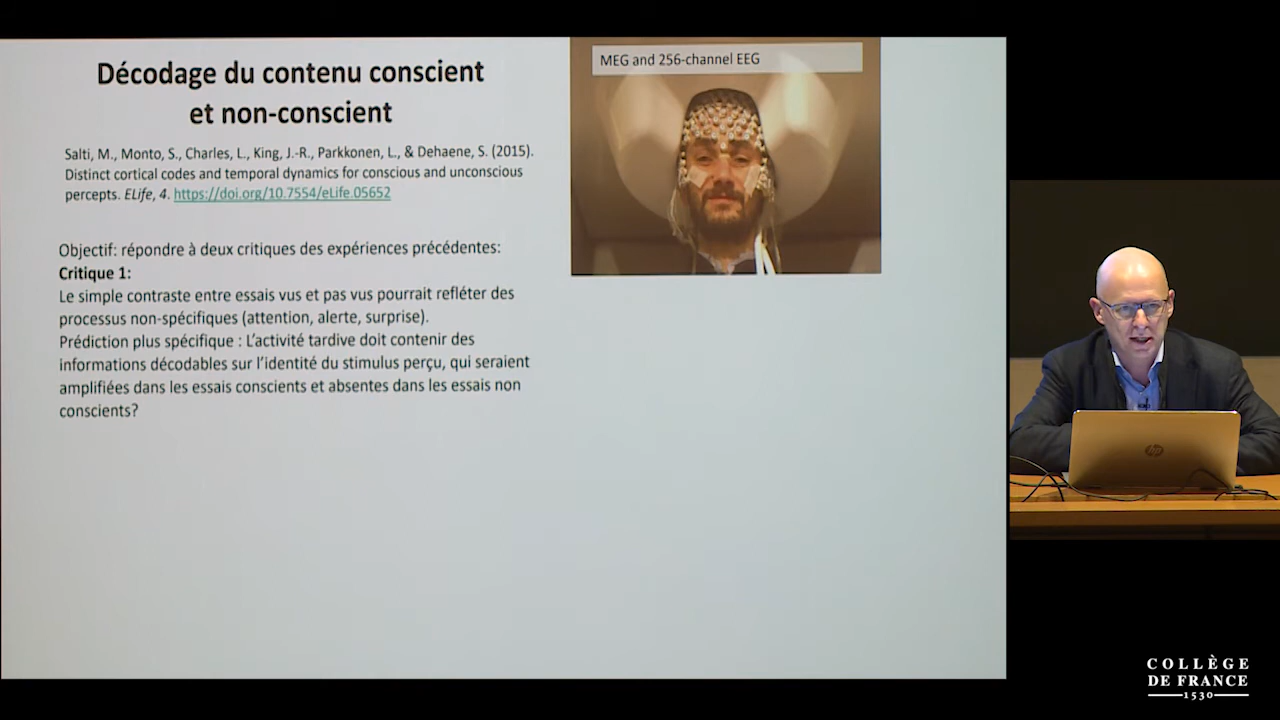 Décodage du contenu conscient
et non-conscient
Salti, M., Monto, S., Charles, L., King, J.-R., Parkkonen, L., & Dehaene, S. (2015).
Distinct cortical codes and temporal dynamics for conscious and unconscious
percepts. ELife, 4. https://doi.org/10.7554/eLife.05652
Objectif: répondre à deux critiques des expériences précédentes:
Critique 1:
Le simple contraste entre essais vus et pas vus pourrait refléter des
processus non-spécifiques (attention, alerte, surprise).
Prédiction plus spécifique : L'activité tardive doit contenir des
informations décodables sur l'identité du stimulus perçu, qui seraient
amplifiées dans les essais conscients et absentes dans les essais non
conscients?
MEG and 256-channel EEG
hp
COLLÈGE
DE FRANCE
1530